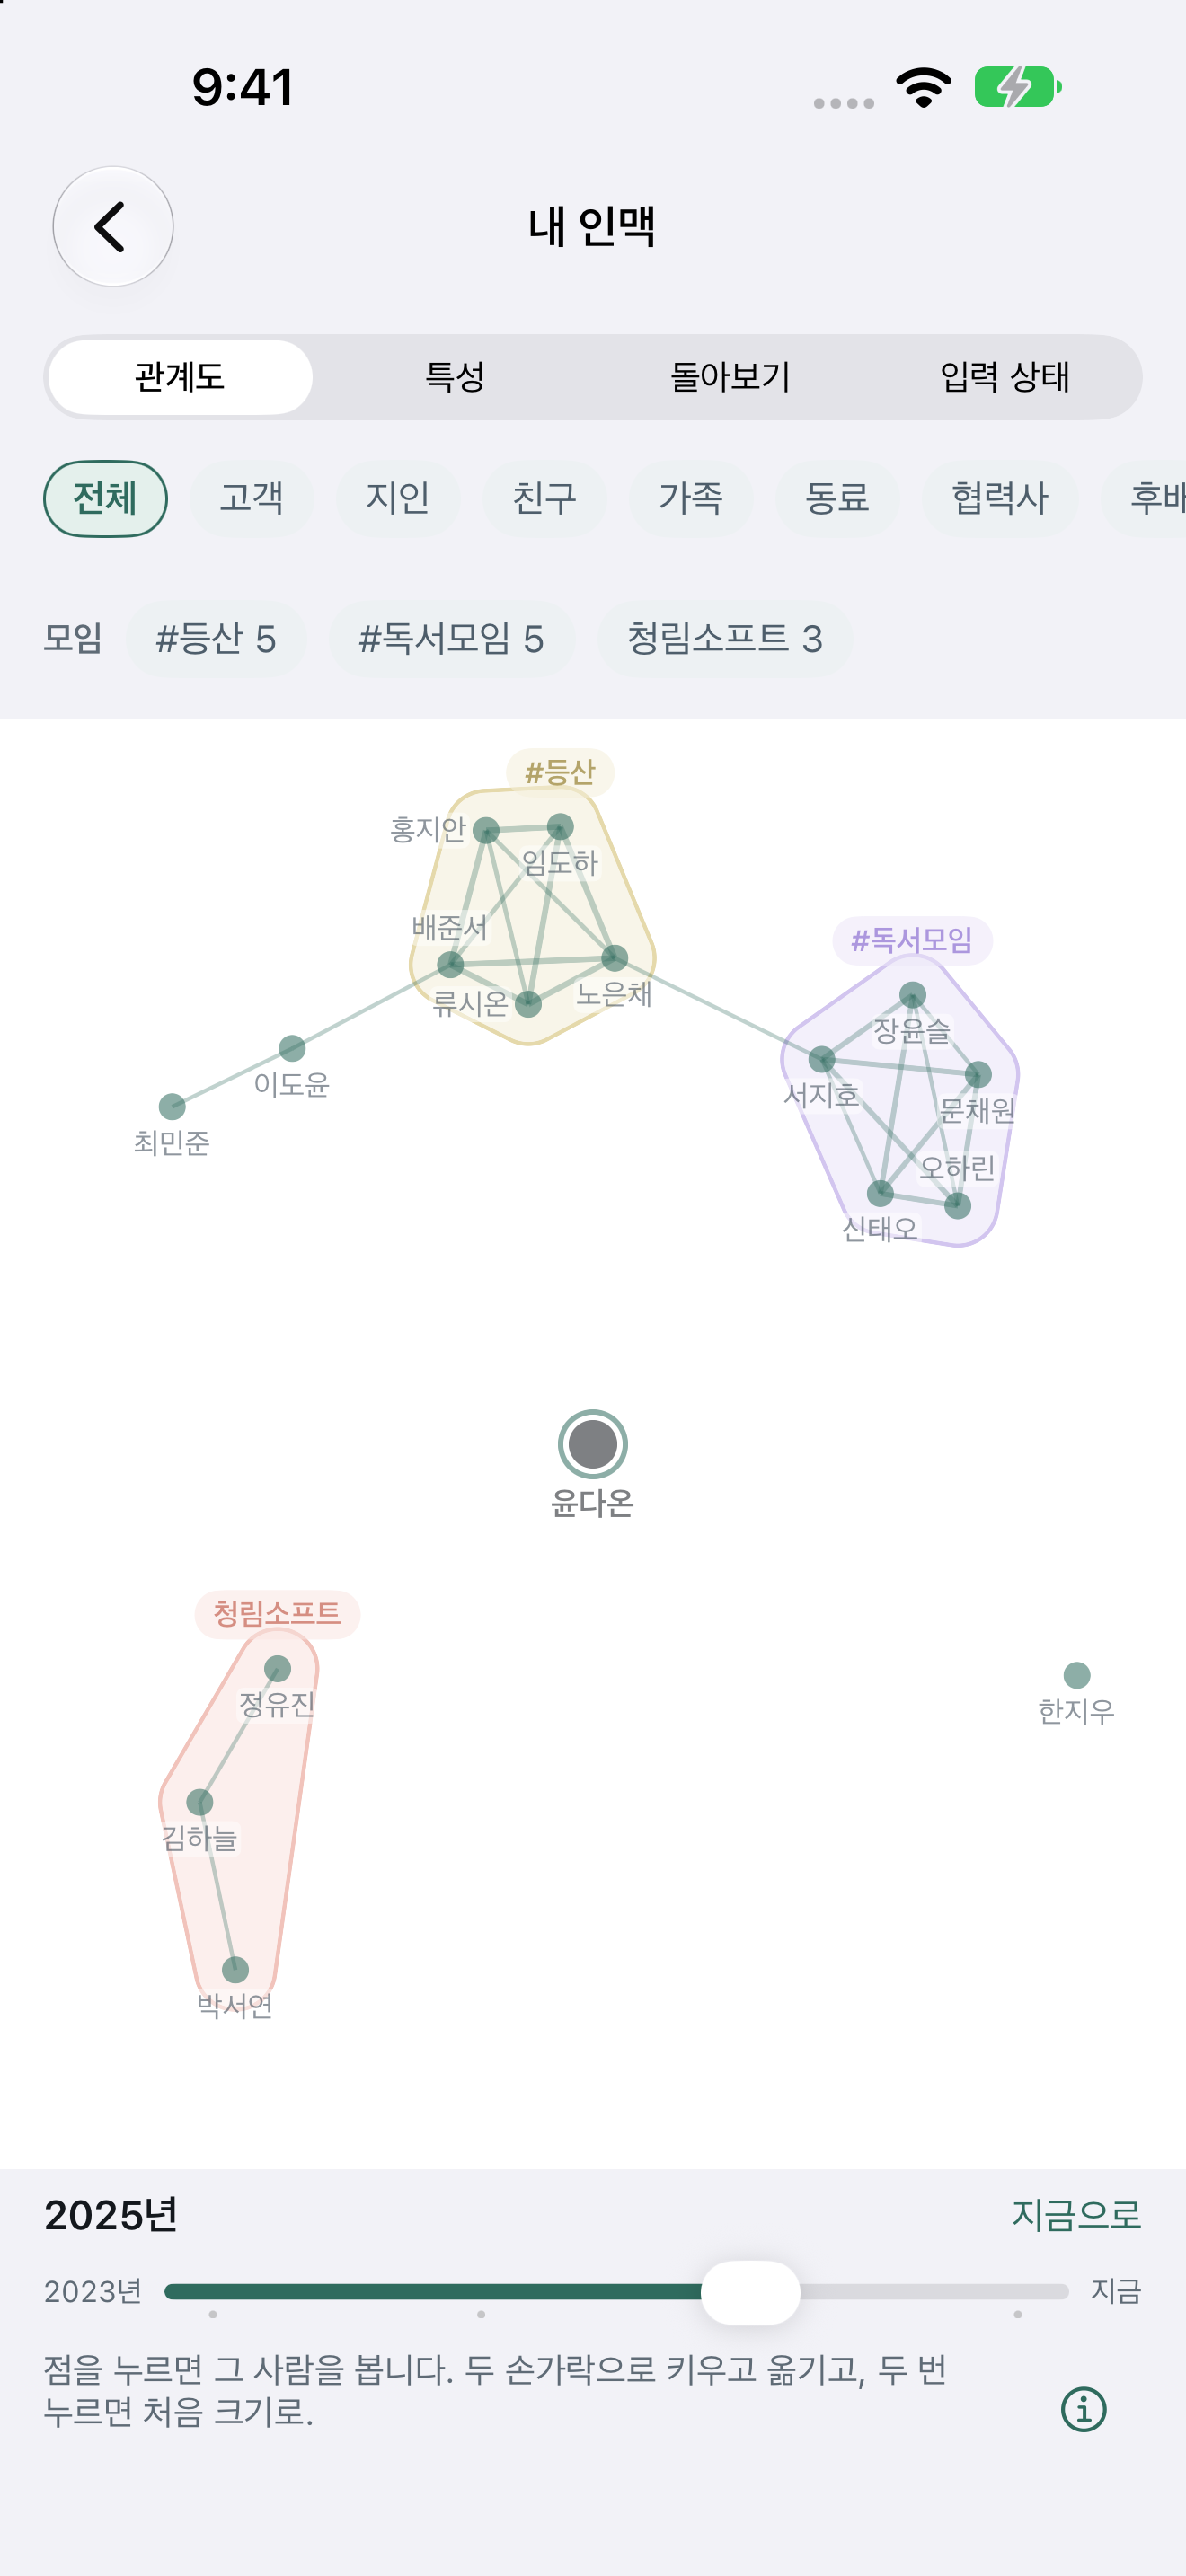 9:41
내 인맥
관계도 특성 돌아보기 입력 상태
전체 고객 지인 친구 가족 동료 협력사 후배
모임 #등산 5 #독서모임 5 청림소프트 3
#등산
홍지안
임도하
배준서
#독서모임
류시온
노은채
장윤슬
이도윤
서지호
문채원
최민준
오하린
신태오
윤다온
청림소프트
정유진
한지우
김하늘
박서연
2025년 지금으로
2023년 지금
점을 누르면 그 사람을 봅니다. 두 손가락으로 키우고 옮기고, 두 번
누르면 처음 크기로.